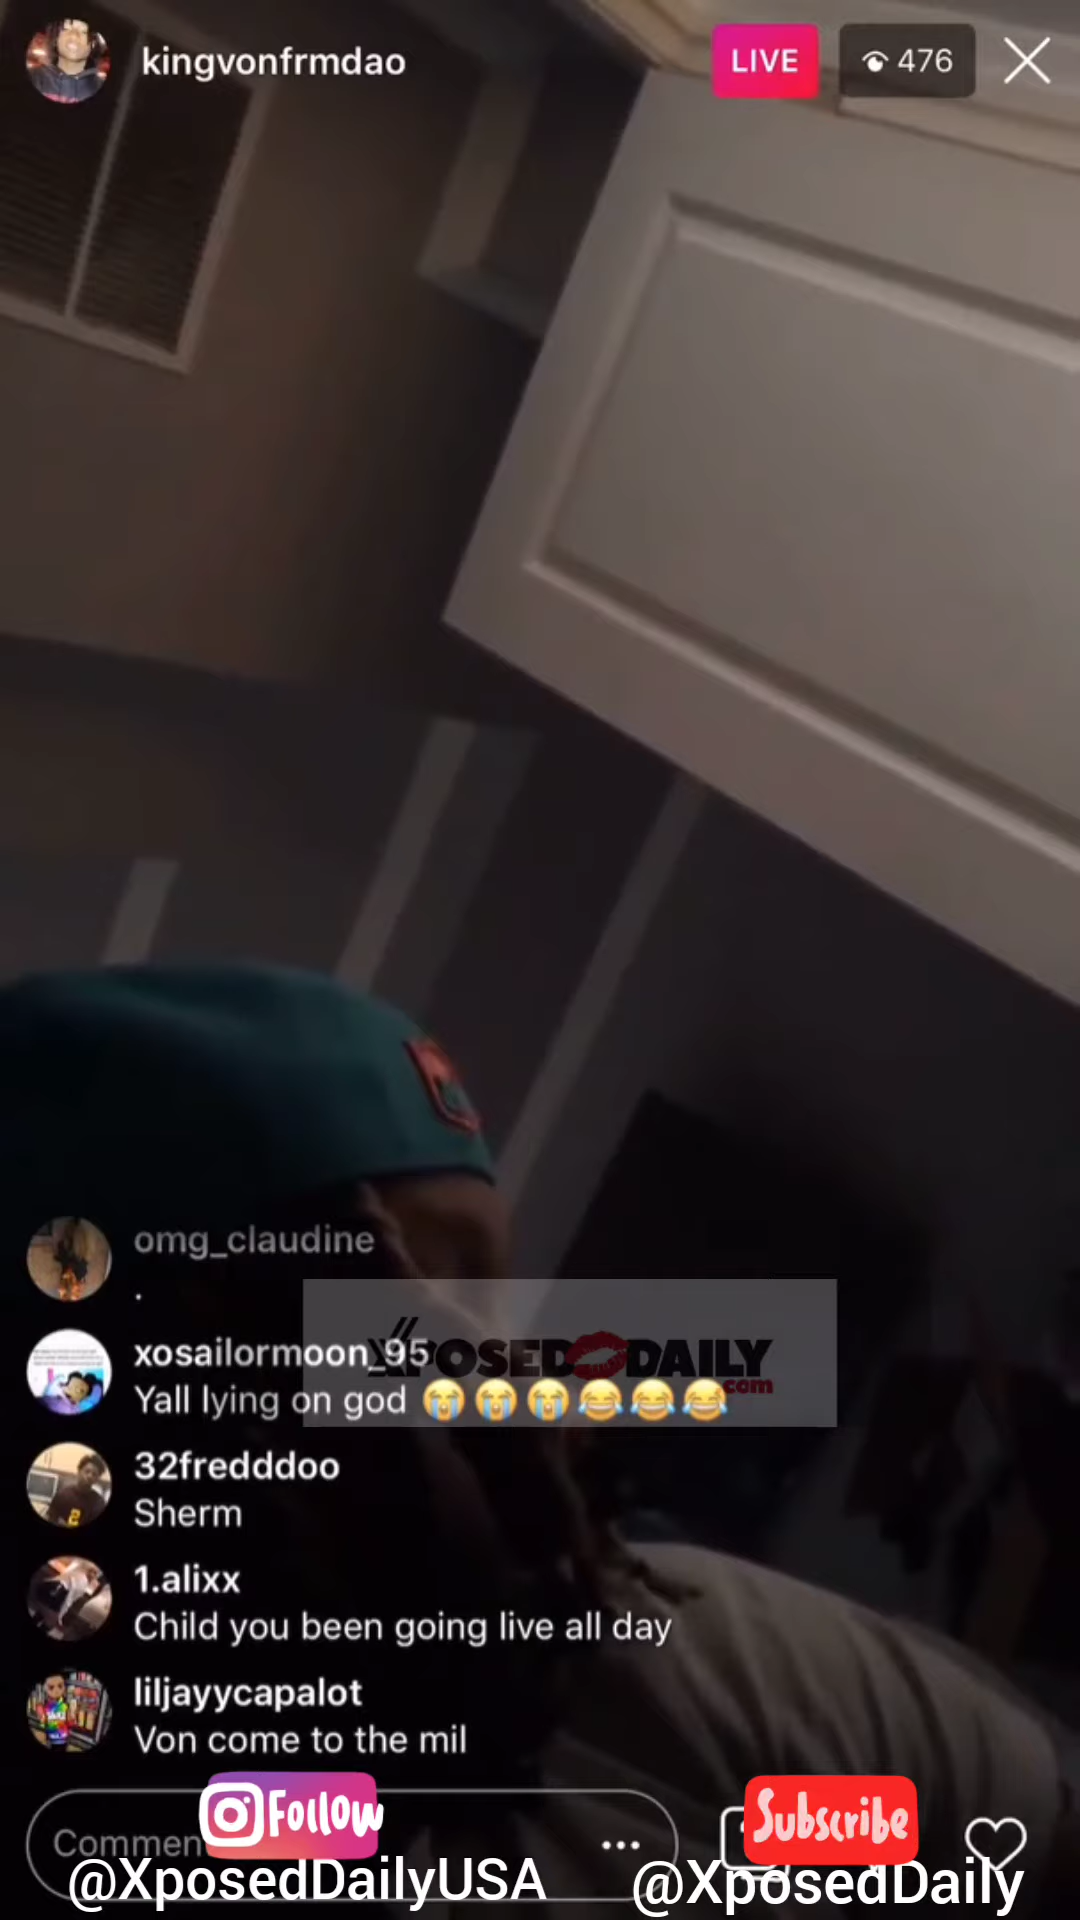 kingvonfrmdao
LIVE
476
omg_claudine
.
xosailormoon_95
XPOSED DAILY
.com
Yall lying on god 😭😭😭😂😂😂
32fredddoo
Sherm
1.alixx
Child you been going live all day
liljayycapalot
Von come to the mil
Follow
Subscribe
Commen
@XposedDailyUSA
@XposedDaily